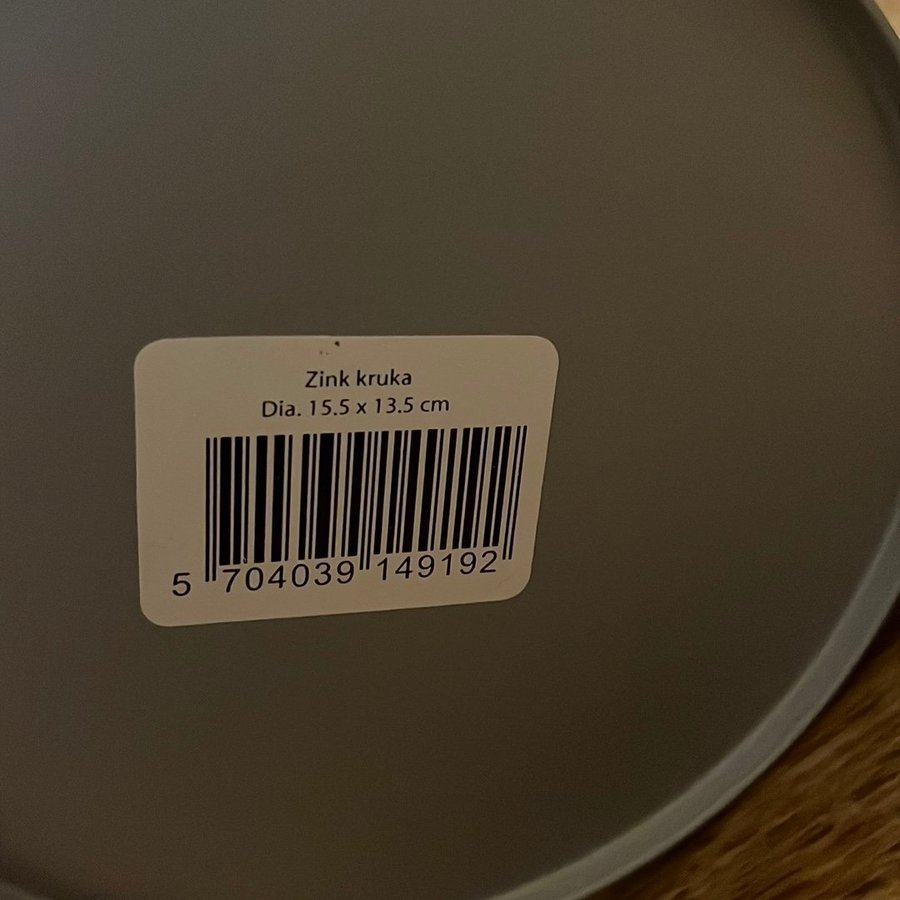 Zink kruka
Dia. 15.5 x 13.5 cm
5 704039 149192